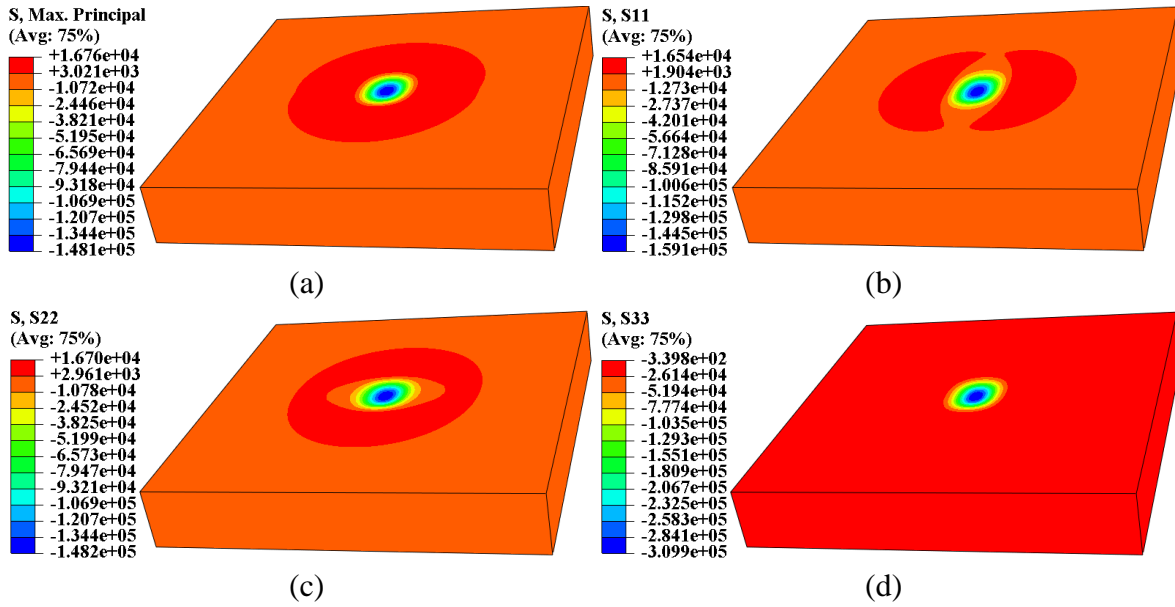 S, Max. Principal
(Avg: 75%)
+1.676e+04
+3.021e+03
-1.072e+04
-2.446e+04
-3.821e+04
-5.195e+04
-6.569e+04
-7.944e+04
-9.318e+04
-1.069e+05
-1.207e+05
-1.344e+05
-1.481e+05
(a)
S, S11
(Avg: 75%)
+1.654e+04
+1.904e+03
-1.273e+04
-2.737e+04
-4.201e+04
-5.664e+04
-7.128e+04
-8.591e+04
-1.006e+05
-1.152e+05
-1.298e+05
-1.445e+05
-1.591e+05
(b)
S, S22
(Avg: 75%)
+1.670e+04
+2.961e+03
-1.078e+04
-2.452e+04
-3.825e+04
-5.199e+04
-6.573e+04
-7.947e+04
-9.321e+04
-1.069e+05
-1.207e+05
-1.344e+05
-1.482e+05
(c)
S, S33
(Avg: 75%)
-3.398e+02
-2.614e+04
-5.194e+04
-7.774e+04
-1.035e+05
-1.293e+05
-1.551e+05
-1.809e+05
-2.067e+05
-2.325e+05
-2.583e+05
-2.841e+05
-3.099e+05
(d)